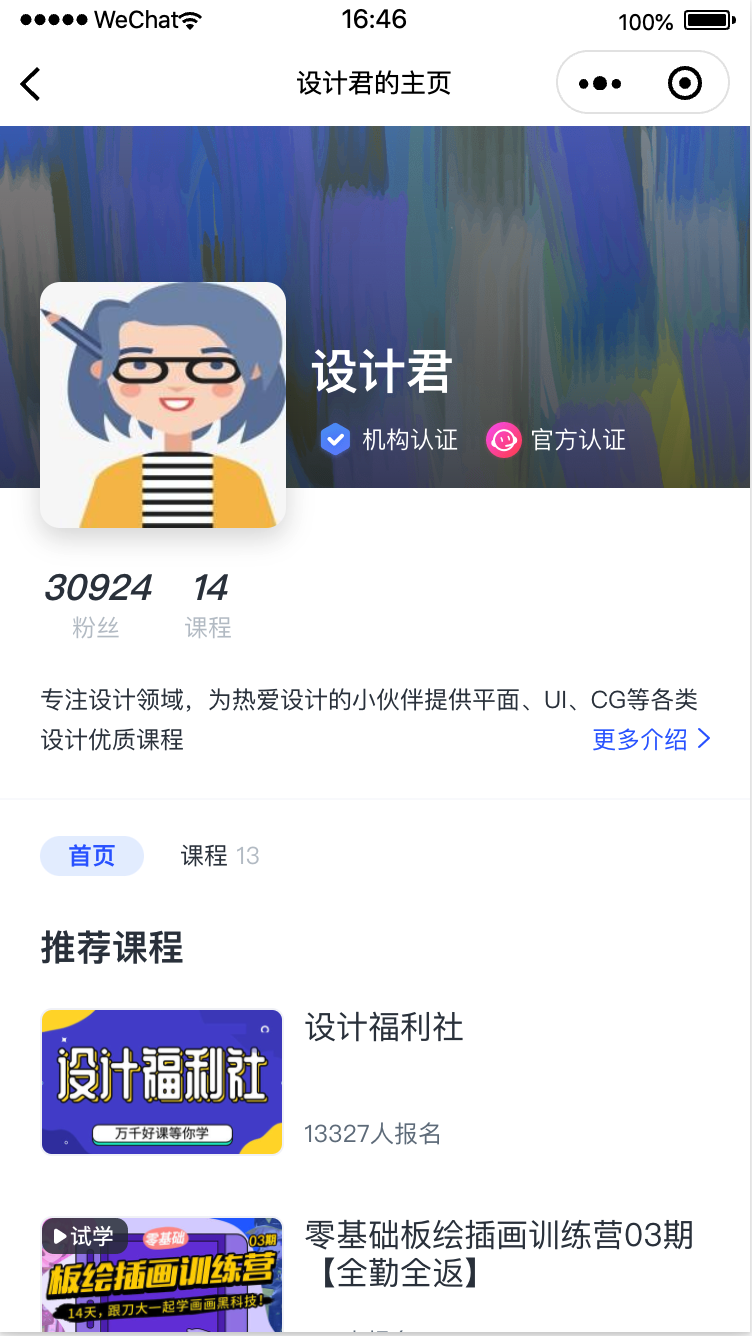 WeChat
16:46
100%
设计君的主页
设计君
机构认证
官方认证
30924
14
粉丝
课程
专注设计领域，为热爱设计的小伙伴提供平面、UI、CG等各类
设计优质课程
更多介绍
首页
课程 13
推荐课程
设计福利社
万千好课等你学
设计福利社
13327人报名
试学
零基础
03期
板绘插画训练营
14天，跟刀大一起学画画黑科技！
零基础板绘插画训练营03期
【全勤全返】